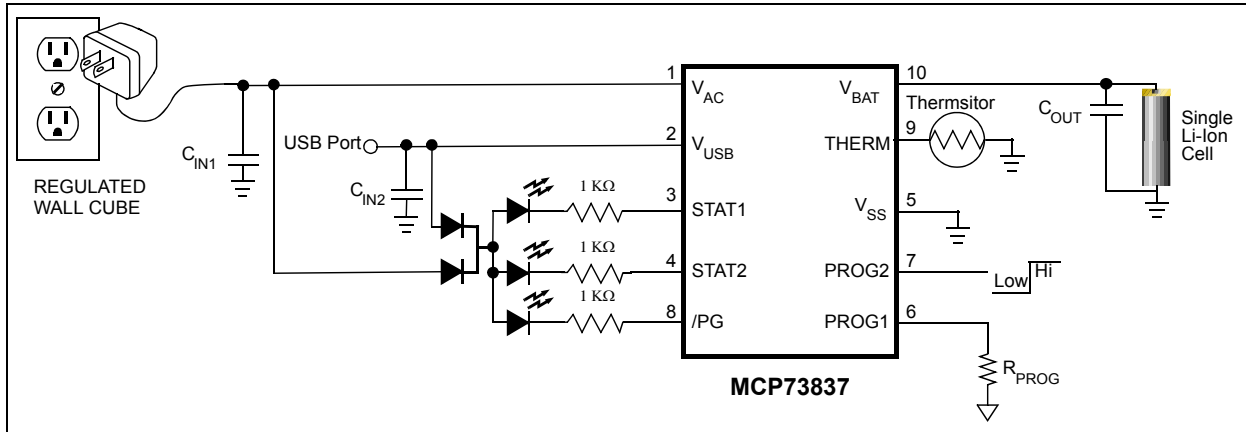 REGULATED
WALL CUBE
C_IN1
USB Port
C_IN2
1 KΩ
1 KΩ
1 KΩ
1
V_AC
2
V_USB
3
STAT1
4
STAT2
8
/PG
10
V_BAT
9
THERM
5
V_SS
7
PROG2
6
PROG1
MCP73837
Thermsitor
C_OUT
Single
Li-Ion
Cell
Low
Hi
R_PROG